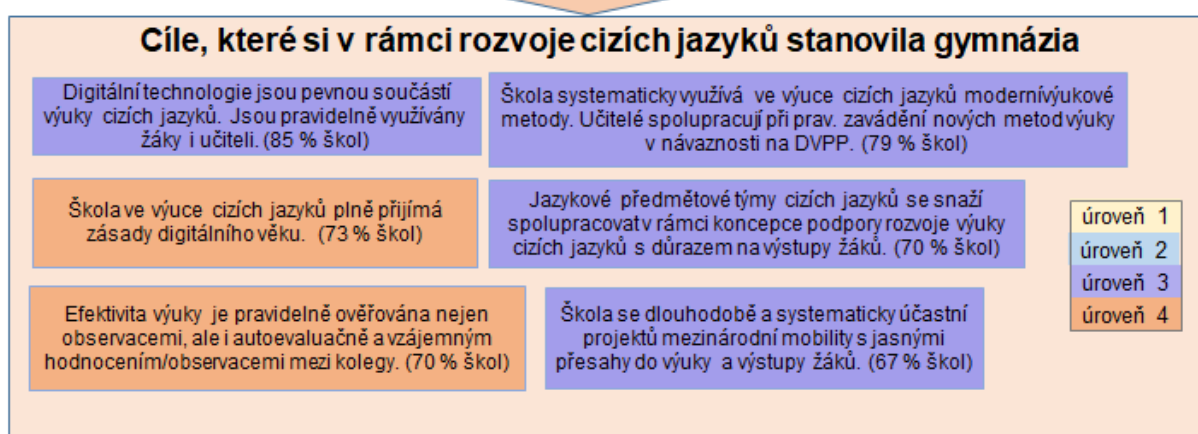 Cíle, které si v rámci rozvoje cizích jazyků stanovila gymnázia
Digitální technologie jsou pevnou součástí
výuky cizích jazyků. Jsou pravidelně využívány
žáky i učiteli. (85 % škol)
Škola systematicky využívá ve výuce cizích jazyků modernívýukové
metody. Učitelé spolupracují při prav. zavádění nových metod výuky
v návaznosti na DVPP. (79 % škol)
Škola ve výuce cizích jazyků plně přijímá
zásady digitálního věku. (73 % škol)
Jazykové předmětové týmy cizích jazyků se snaží
spolupracovat v rámci koncepce podpory rozvoje výuky
cizích jazyků s důrazem na výstupy žáků. (70 % škol)
Efektivita výuky je pravidelně ověřována nejen
observacemi, ale i autoevaluačně a vzájemným
hodnocením/observacemi mezi kolegy. (70 % škol)
Škola se dlouhodobě a systematicky účastní
projektů mezinárodní mobility s jasnými
přesahy do výuky a výstupy žáků. (67 % škol)
úroveň 1
úroveň 2
úroveň 3
úroveň 4